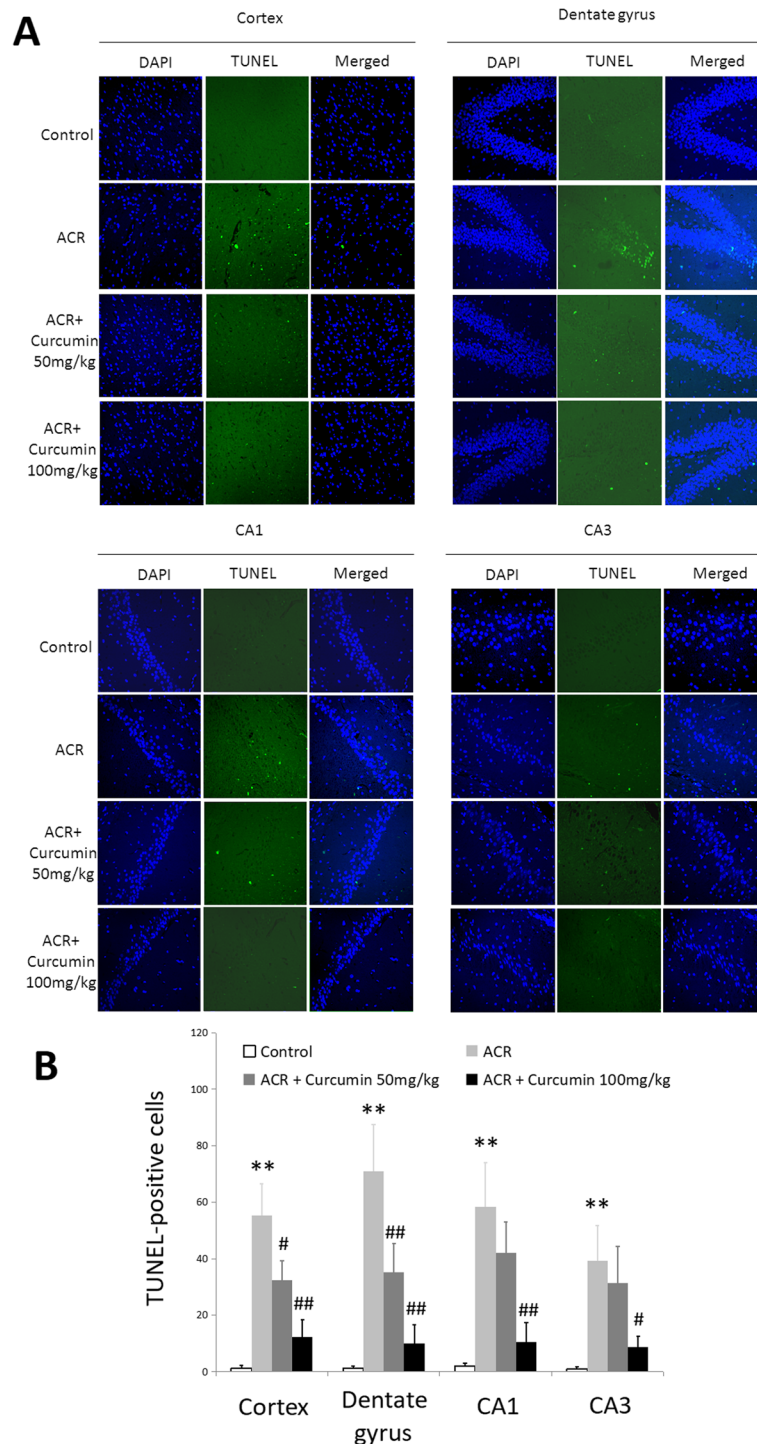 A
Cortex
Dentate gyrus
DAPI TUNEL Merged
DAPI TUNEL Merged
Control
ACR
ACR+
Curcumin
50mg/kg
ACR+
Curcumin
100mg/kg
CA1
CA3
DAPI TUNEL Merged
DAPI TUNEL Merged
Control
ACR
ACR+
Curcumin
50mg/kg
ACR+
Curcumin
100mg/kg
B
TUNEL-positive cells
120
100
80
60
40
20
0
Control
ACR
ACR + Curcumin 50mg/kg
ACR + Curcumin 100mg/kg
** # ##
** ## ##
** ##
** #
Cortex
Dentate
gyrus
CA1
CA3